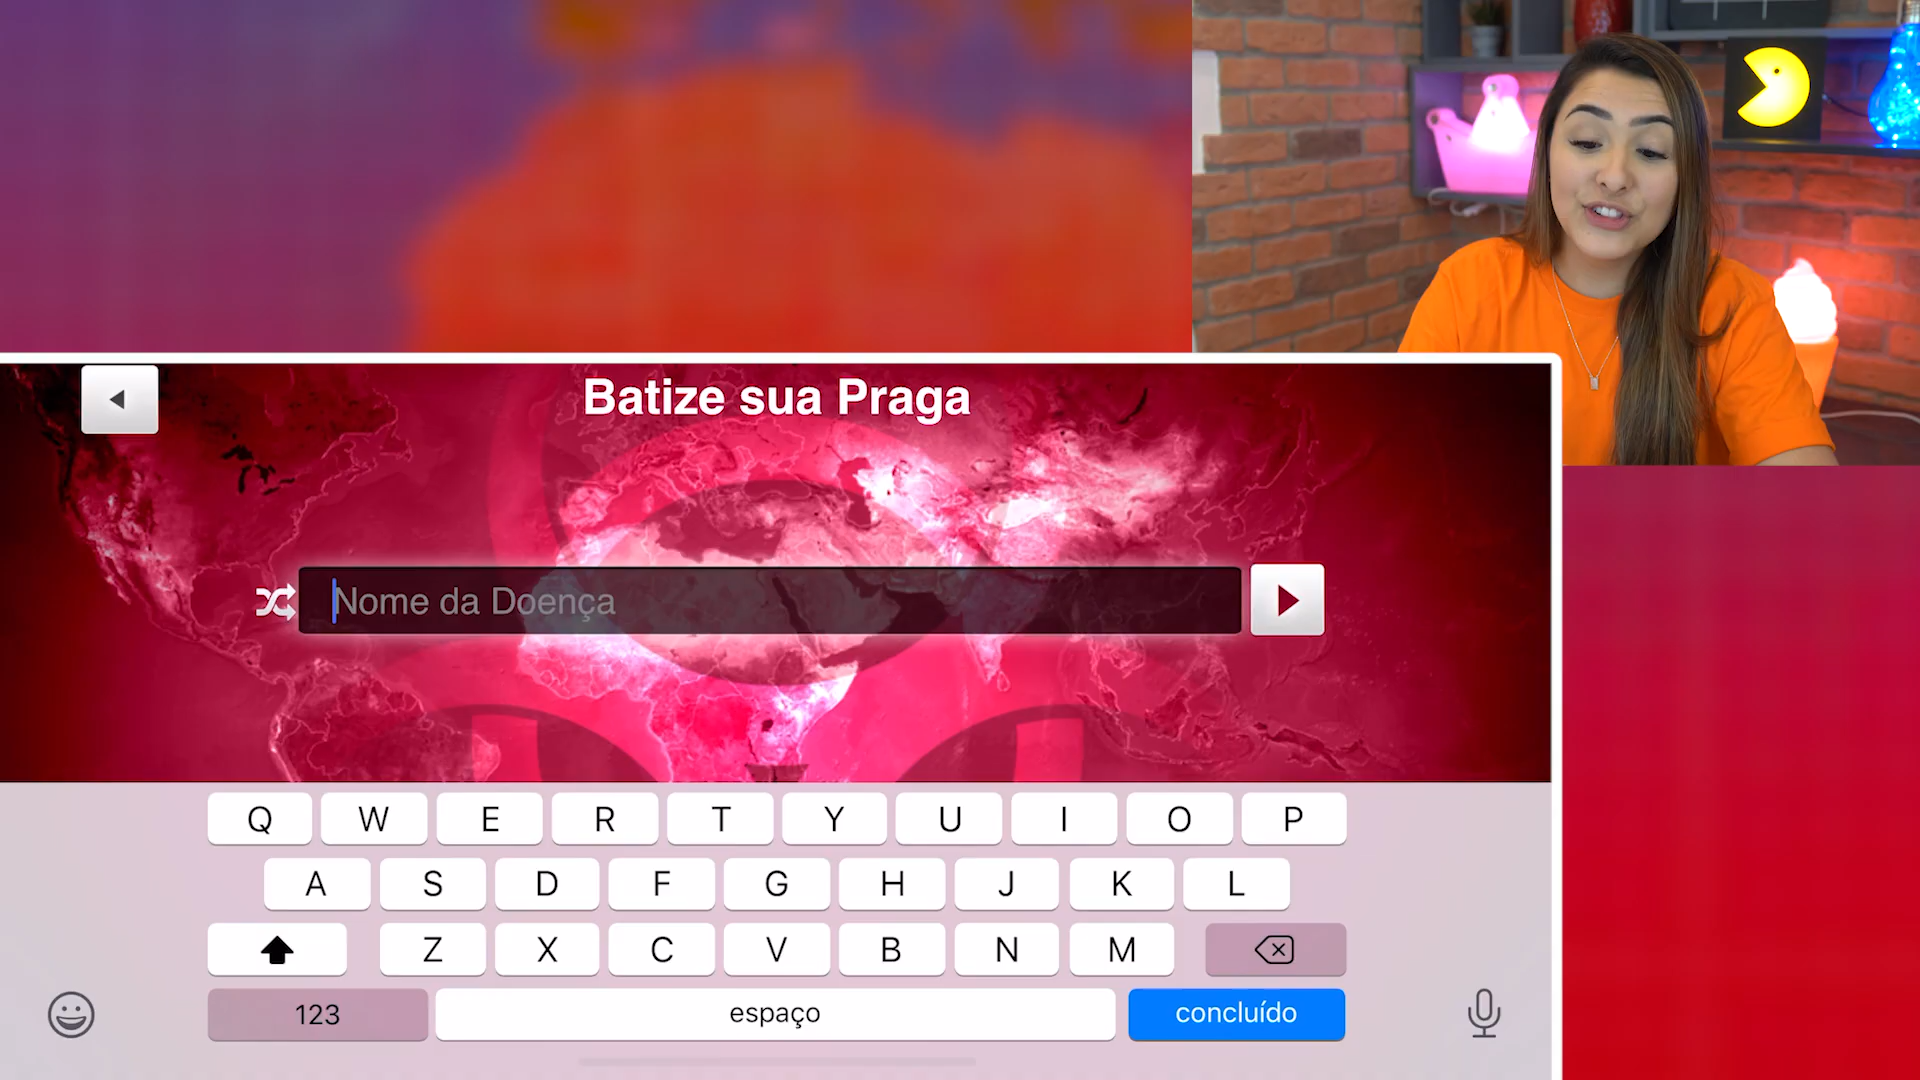 Batize sua Praga
Nome da Doença
Q W E R T Y U I O P
A S D F G H J K L
Z X C V B N M
123 espaço concluído